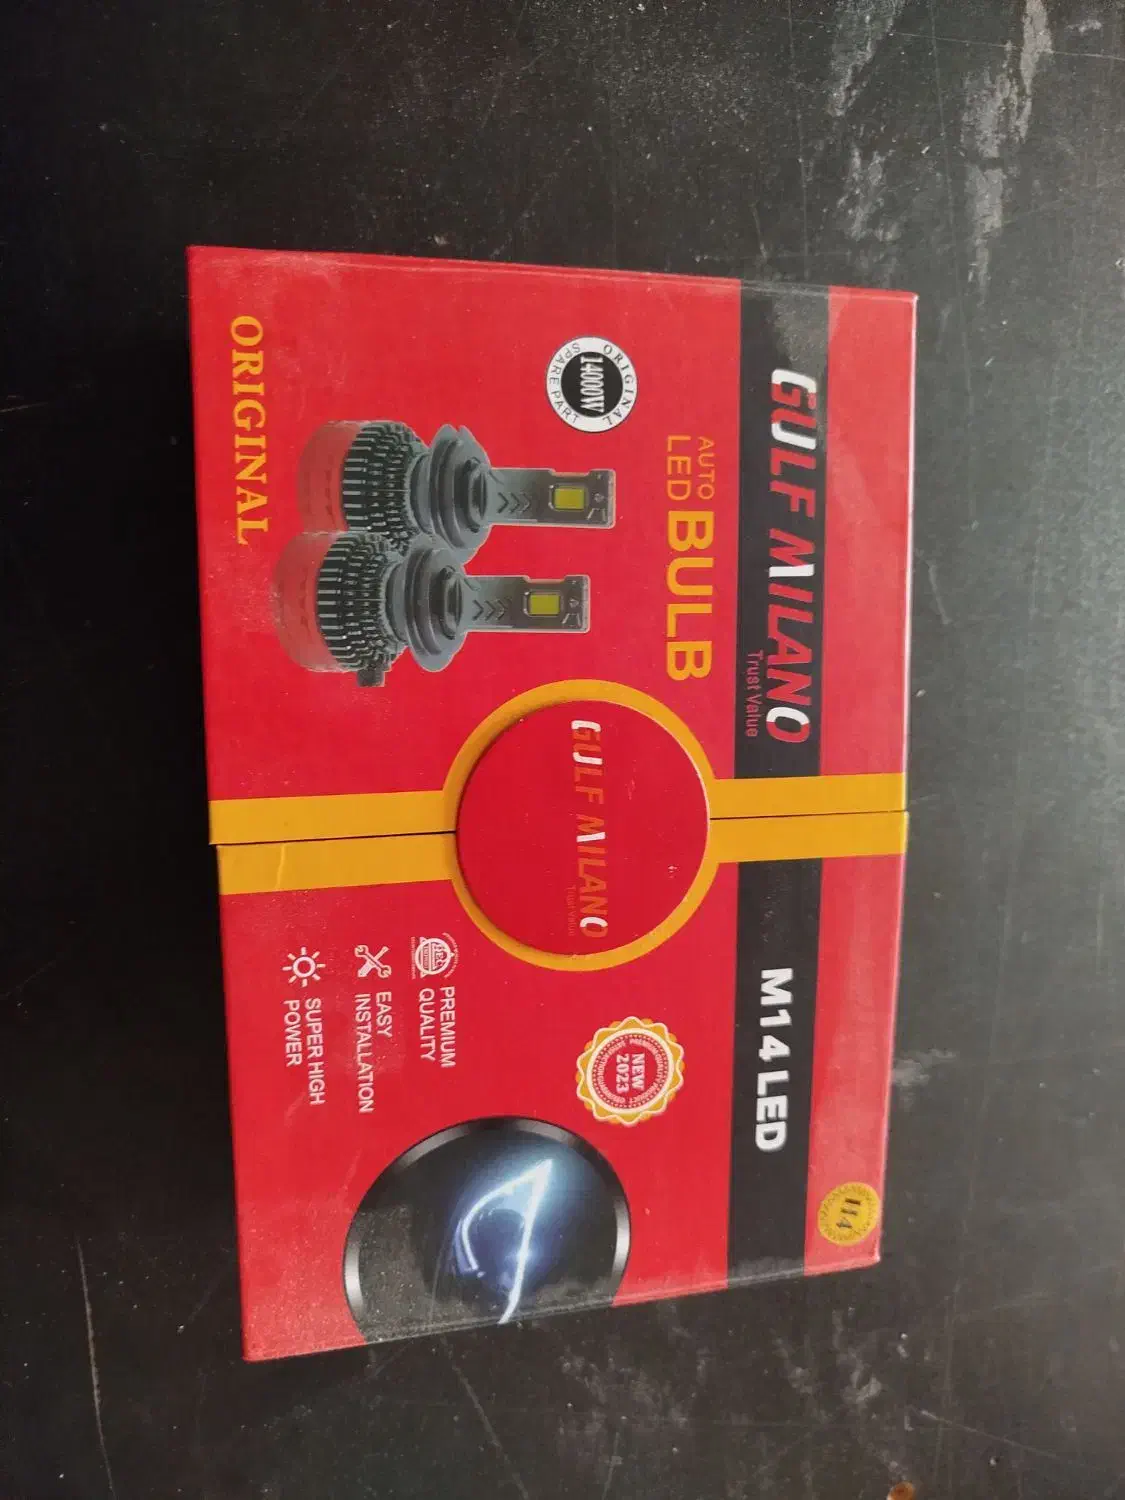 GULF MILANO
Trust Value
M14 LED
H4
ORIGINAL
14000W
SPARE PART
AUTO
LED BULB
NEW
2023
GULF MILANO
Trust Value
PREMIUM
QUALITY
EASY
INSTALLATION
SUPER HIGH
POWER
ORIGINAL